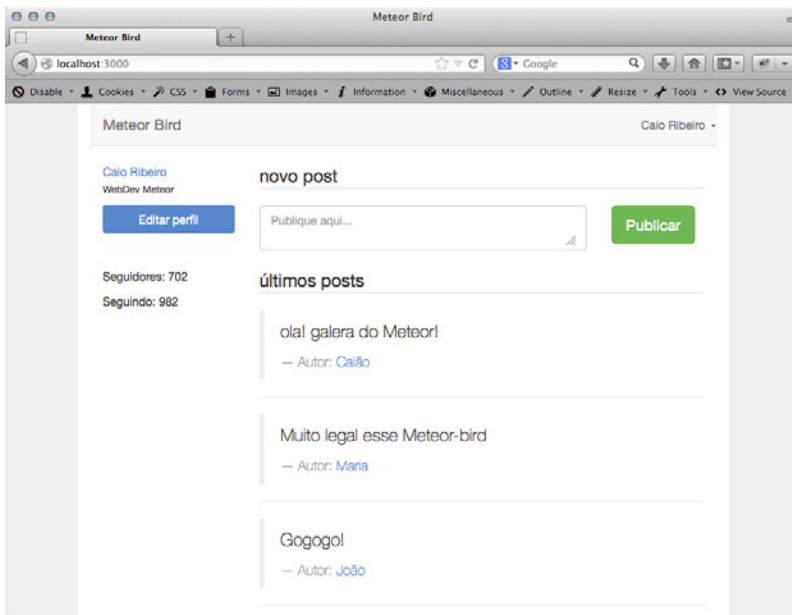 Meteor Bird
Meteor Bird
localhost:3000
Google
Disable Cookies CSS Forms Images Information Miscellaneous Outline Resize Tools View Source
Meteor Bird
Caio Ribeiro
Caio Ribeiro
WebDev Meteor
Editar perfil
Seguidores: 702
Seguindo: 982
novo post
Publique aqui...
Publicar
últimos posts
ola! galera do Meteor!
— Autor: Caião
Muito legal esse Meteor-bird
— Autor: Maria
Gogogo!
— Autor: João